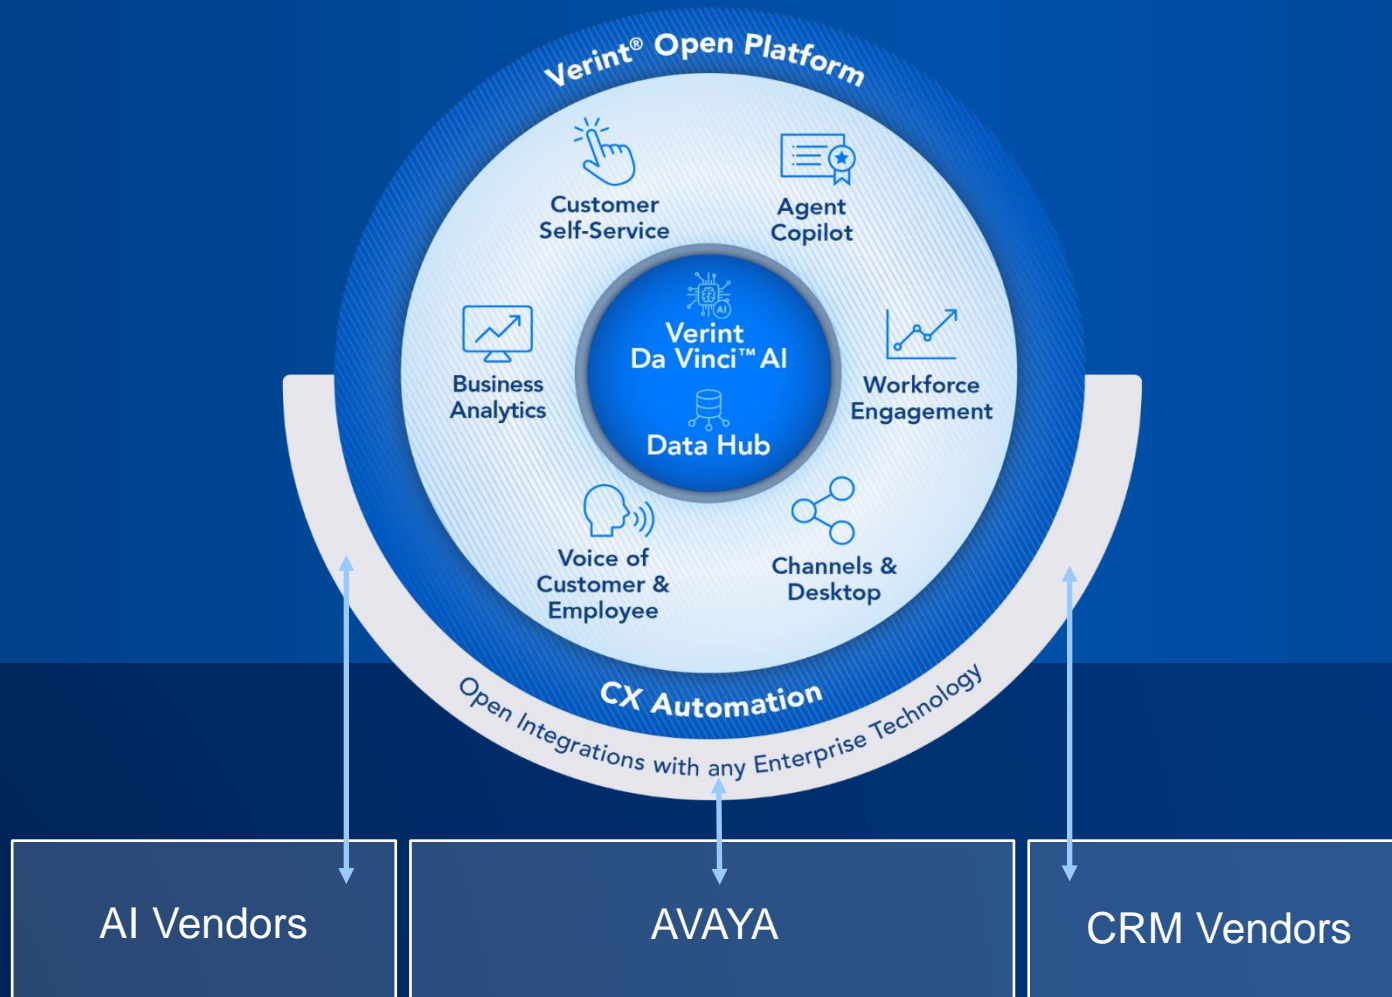 Verint® Open Platform
Customer
Self-Service
Agent
Copilot
AI
Verint
Da Vinci™ AI
Data Hub
Business
Analytics
Workforce
Engagement
Voice of
Customer &
Employee
Channels &
Desktop
CX Automation
Open Integrations with any Enterprise Technology
AI Vendors
AVAYA
CRM Vendors